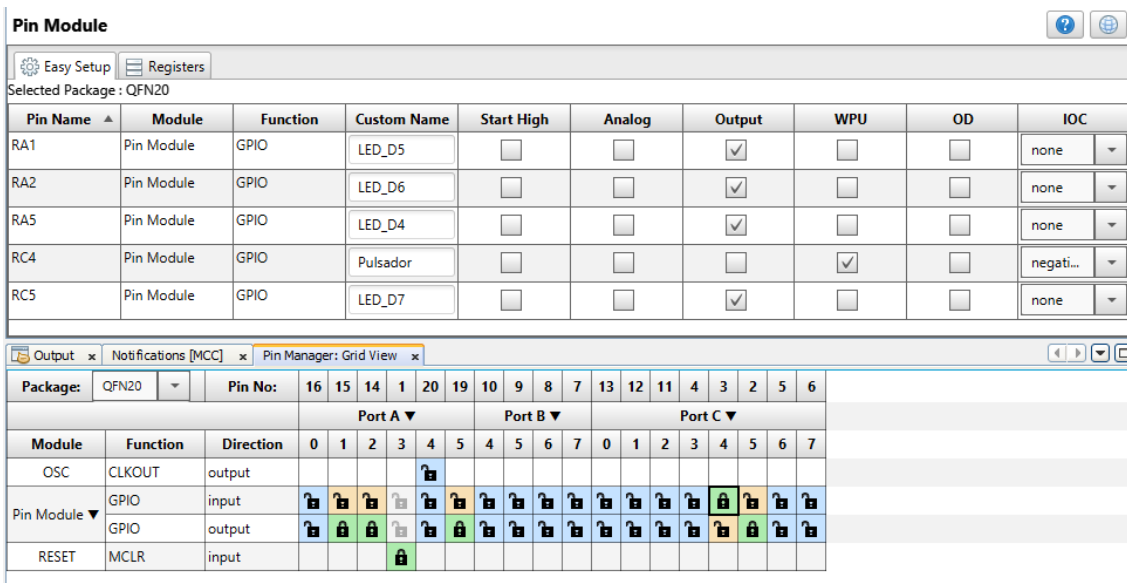 Pin Module
Easy Setup Registers
Selected Package : QFN20
Pin Name Module Function Custom Name Start High Analog Output WPU OD IOC
RA1 Pin Module GPIO LED_D5 none
RA2 Pin Module GPIO LED_D6 none
RA5 Pin Module GPIO LED_D4 none
RC4 Pin Module GPIO Pulsador negati...
RC5 Pin Module GPIO LED_D7 none
Output x Notifications [MCC] x Pin Manager: Grid View x
Package: QFN20 Pin No: 16 15 14 1 20 19 10 9 8 7 13 12 11 4 3 2 5 6
Port A ▼ Port B ▼ Port C ▼
Module Function Direction 0 1 2 3 4 5 4 5 6 7 0 1 2 3 4 5 6 7
OSC CLKOUT output
Pin Module ▼ GPIO input
GPIO output
RESET MCLR input